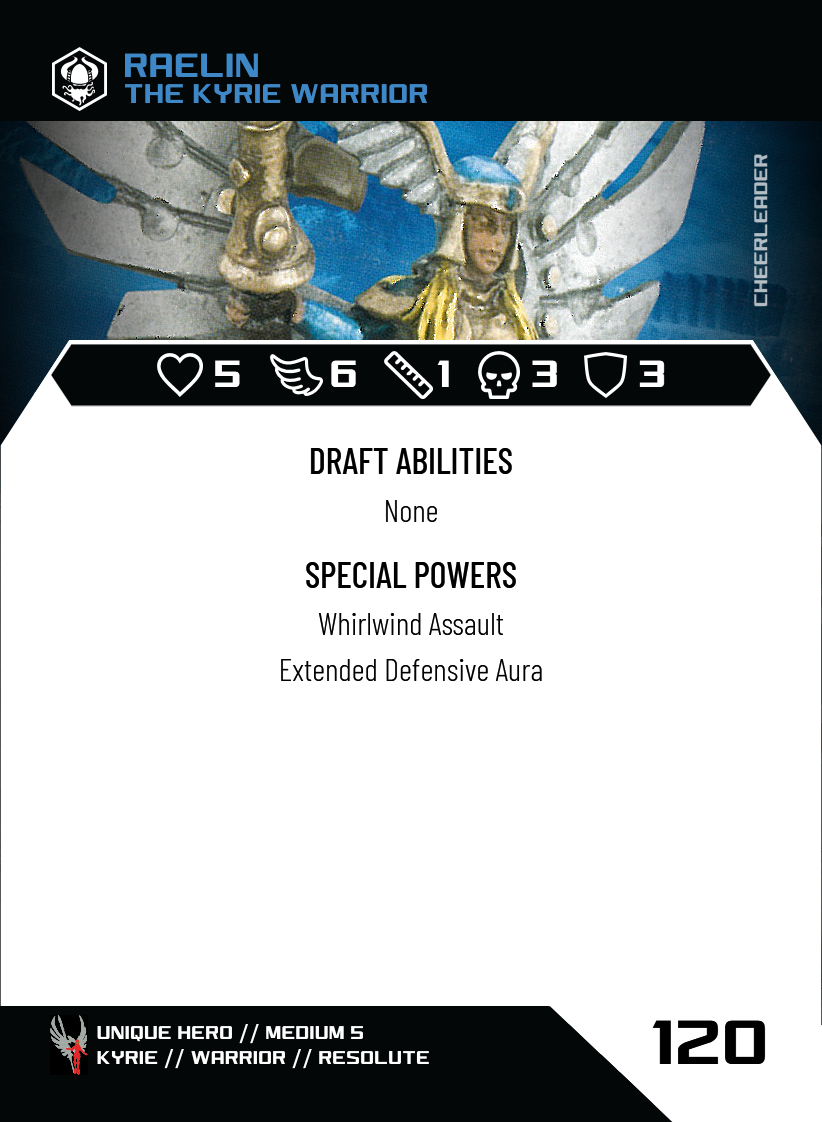 RAELIN
THE KYRIE WARRIOR
CHEERLEADER
5 6 1 3 3
DRAFT ABILITIES
None
SPECIAL POWERS
Whirlwind Assault
Extended Defensive Aura
UNIQUE HERO // MEDIUM 5
KYRIE // WARRIOR // RESOLUTE
120